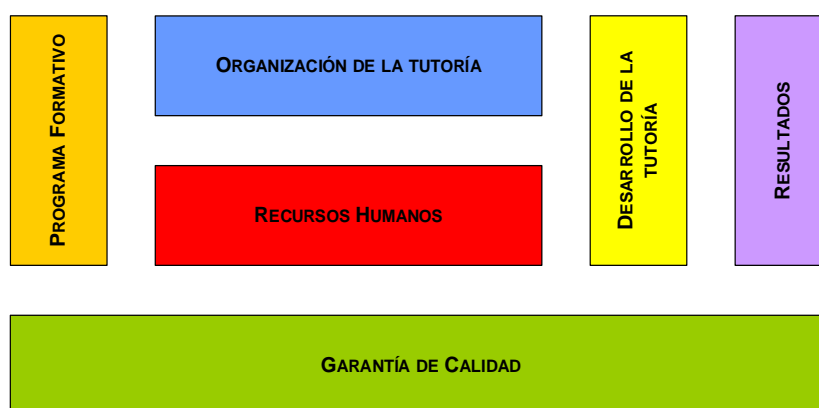 PROGRAMA FORMATIVO
ORGANIZACIÓN DE LA TUTORÍA
RECURSOS HUMANOS
DESARROLLO DE LA
TUTORÍA
RESULTADOS
GARANTÍA DE CALIDAD